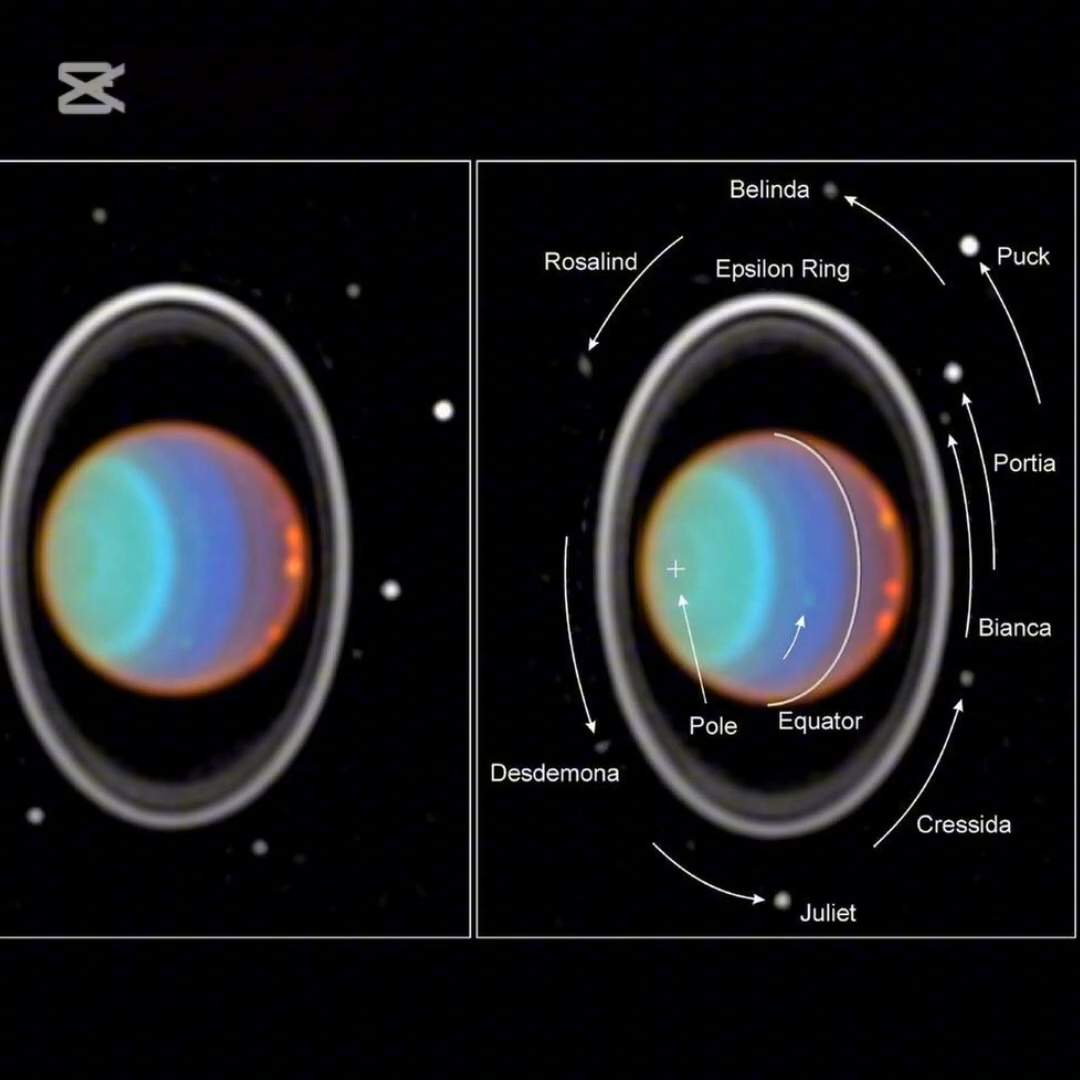 Belinda
Puck
Rosalind
Epsilon Ring
Portia
Bianca
Pole
Equator
Desdemona
Cressida
Juliet